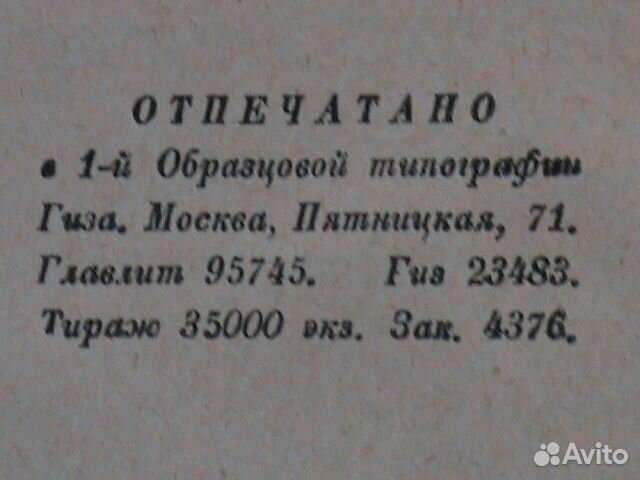 ОТПЕЧАТАНО
в 1-й Образцовой типографии
Гиза. Москва, Пятницкая, 71.
Главлит 95745. Гиз 23483.
Тираж 35000 экз. Зак. 4376.
Avito